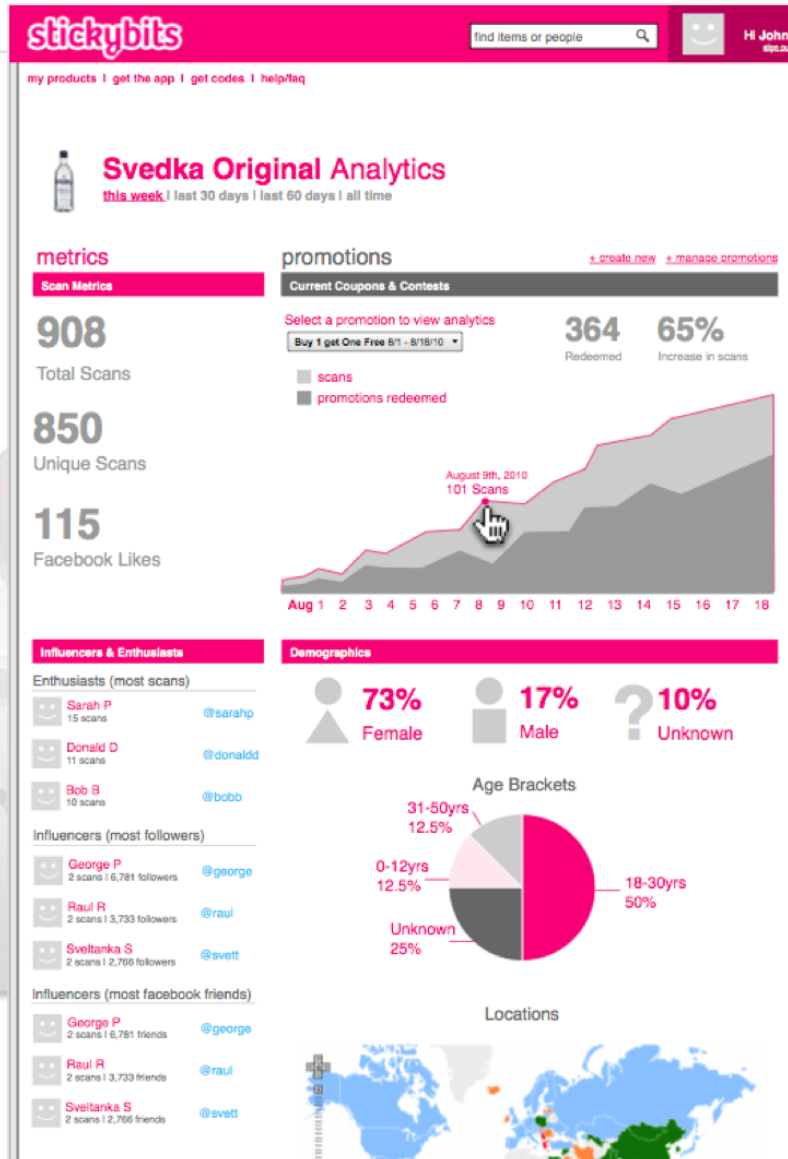 stickybits
find items or people
Hi John
sign ou
my products | get the app | get codes | help/faq
Svedka Original Analytics
this week | last 30 days | last 60 days | all time
metrics
Scan Metrics
908
Total Scans
850
Unique Scans
115
Facebook Likes
promotions
+ create new + manage promotions
Current Coupons & Contests
Select a promotion to view analytics
Buy 1 get One Free 8/1 - 8/18/10
364
Redeemed
65%
Increase in scans
scans
promotions redeemed
August 9th, 2010
101 Scans
Aug 1 2 3 4 5 6 7 8 9 10 11 12 13 14 15 16 17 18
Influencers & Enthusiasts
Enthusiasts (most scans)
Sarah P
15 scans
@sarahp
Donald D
11 scans
@donaldd
Bob B
10 scans
@bobb
Influencers (most followers)
George P
2 scans | 6,781 followers
@george
Raul R
2 scans | 3,733 followers
@raul
Sveltanka S
2 scans | 2,766 followers
@svett
Influencers (most facebook friends)
George P
2 scans | 6,781 friends
@george
Raul R
2 scans | 3,733 friends
@raul
Sveltanka S
2 scans | 2,766 friends
@svett
Demographics
73%
Female
17%
Male
?
10%
Unknown
Age Brackets
31-50yrs
12.5%
0-12yrs
12.5%
Unknown
25%
18-30yrs
50%
Locations